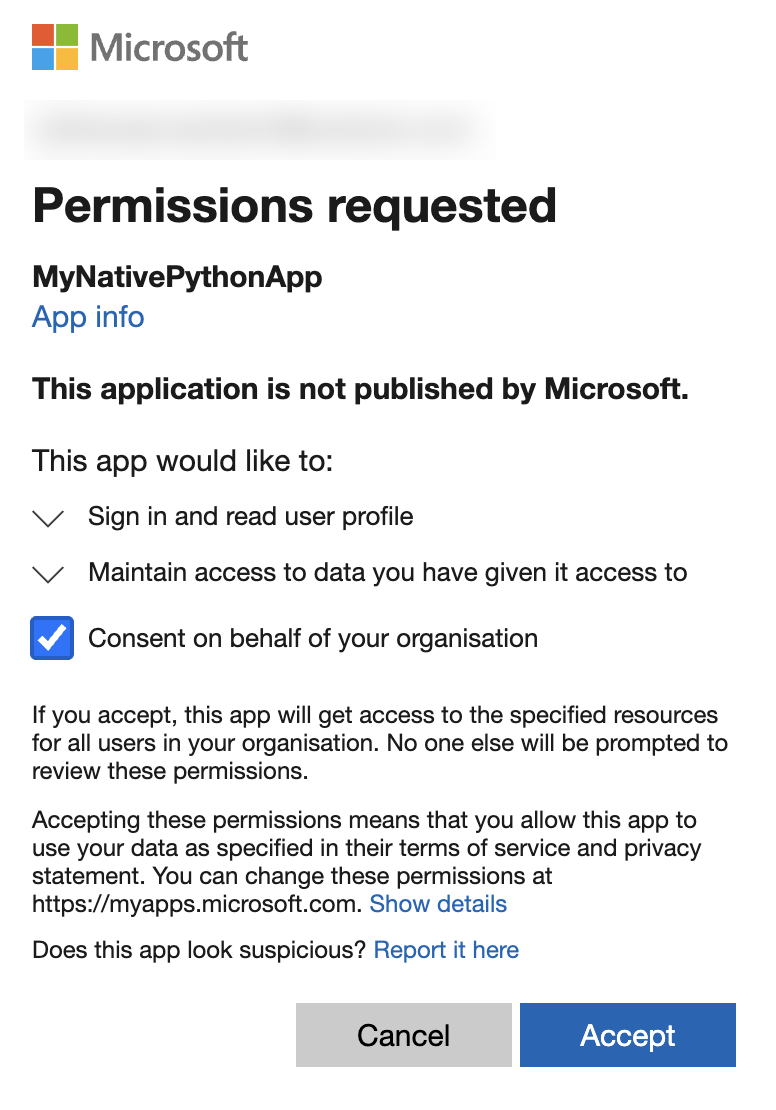 Microsoft
Permissions requested
MyNativePythonApp
App info
This application is not published by Microsoft.
This app would like to:
Sign in and read user profile
Maintain access to data you have given it access to
Consent on behalf of your organisation
If you accept, this app will get access to the specified resources
for all users in your organisation. No one else will be prompted to
review these permissions.
Accepting these permissions means that you allow this app to
use your data as specified in their terms of service and privacy
statement. You can change these permissions at
https://myapps.microsoft.com. Show details
Does this app look suspicious? Report it here
Cancel Accept